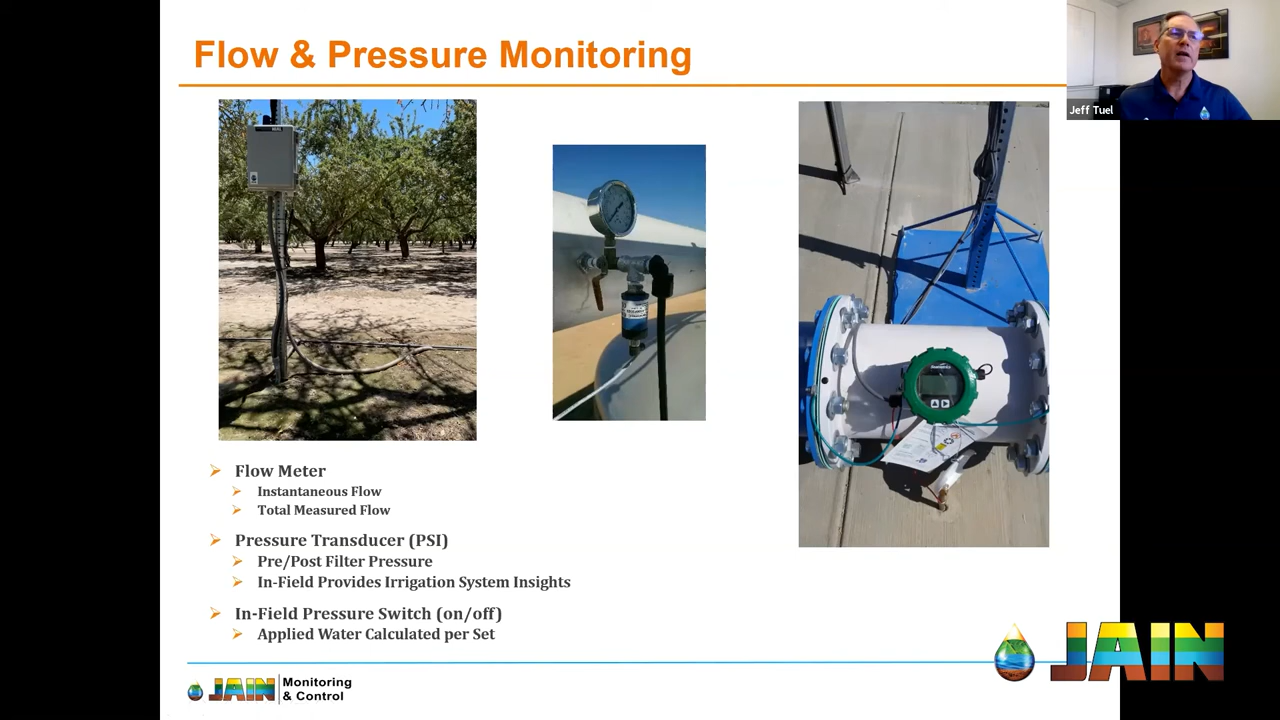 Flow & Pressure Monitoring
Jeff Tuel
Flow Meter
Instantaneous Flow
Total Measured Flow
Pressure Transducer (PSI)
Pre/Post Filter Pressure
In-Field Provides Irrigation System Insights
In-Field Pressure Switch (on/off)
Applied Water Calculated per Set
JAIN
JAIN Monitoring
& Control